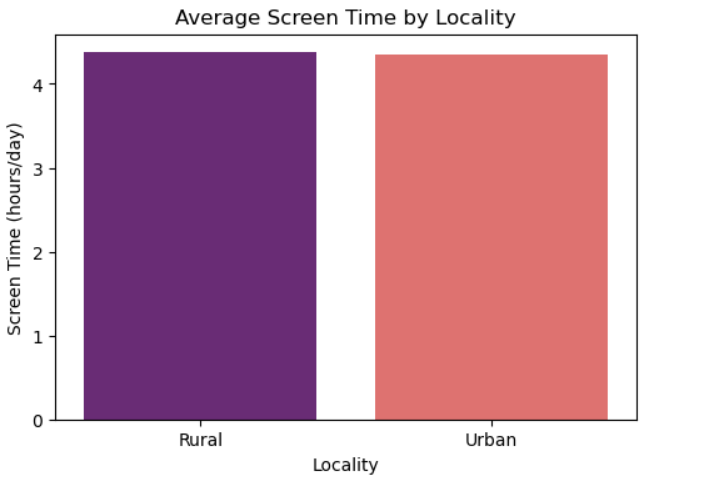 Average Screen Time by Locality
Screen Time (hours/day)
4
3
2
1
0
Rural
Urban
Locality